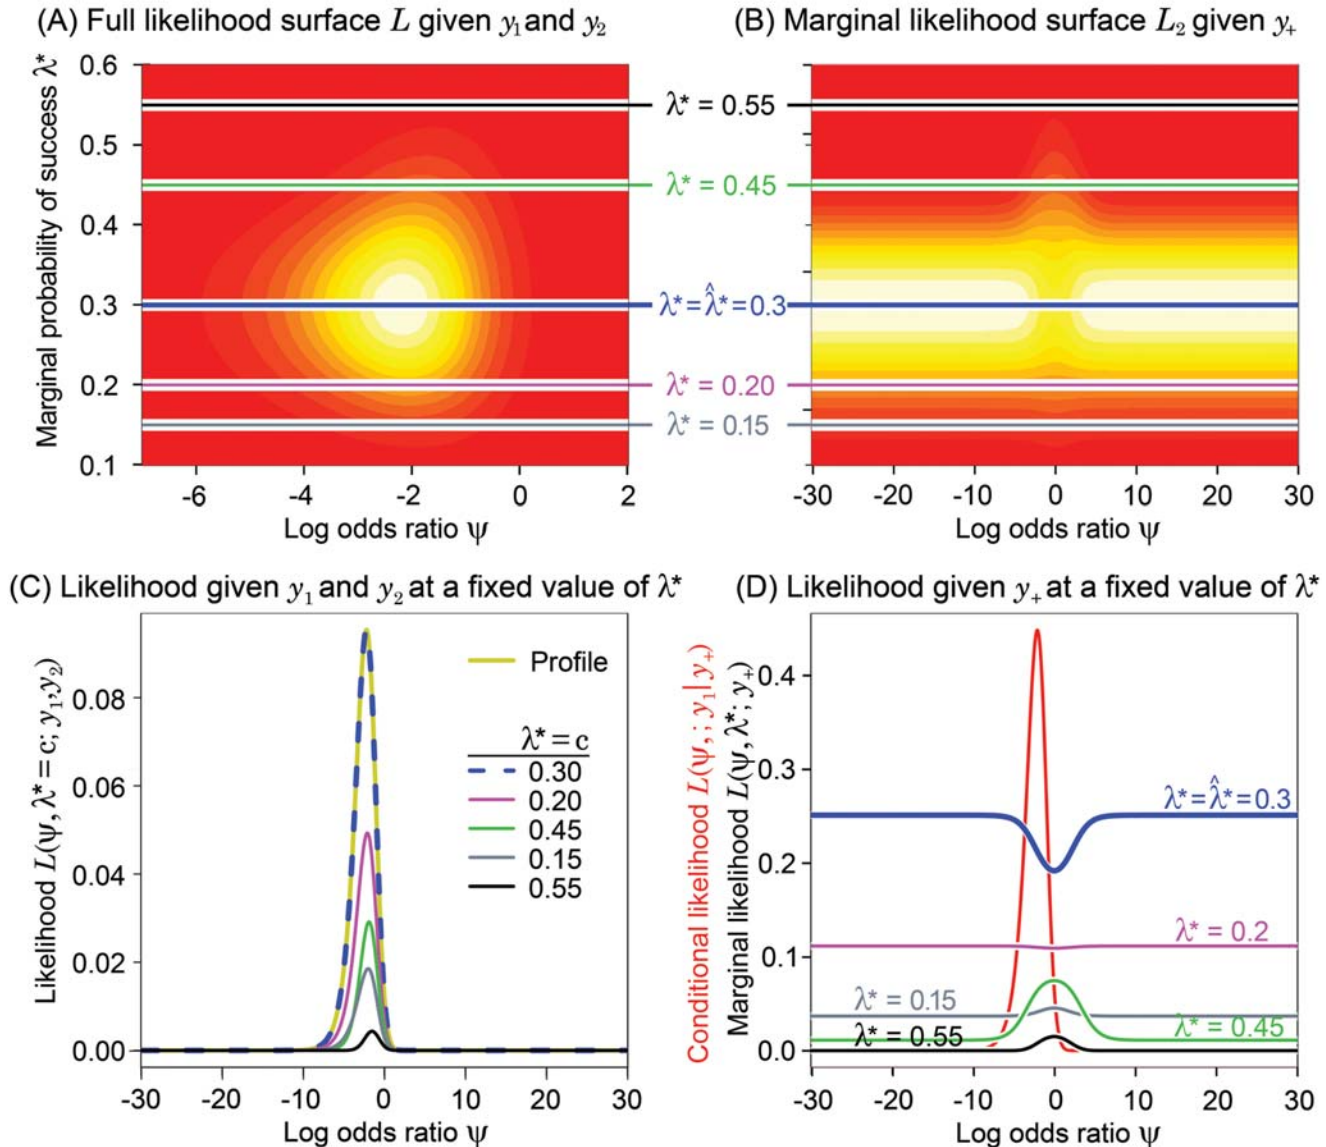 (A) Full likelihood surface L given y₁ and y₂
(B) Marginal likelihood surface L₂ given y₊
Marginal probability of success λ*
0.6
0.5
0.4
0.3
0.2
0.1
λ* = 0.55
λ* = 0.45
λ* = λ̂* = 0.3
λ* = 0.20
λ* = 0.15
-6 -4 -2 0 2
-30 -20 -10 0 10 20 30
Log odds ratio ψ
Log odds ratio ψ
(C) Likelihood given y₁ and y₂ at a fixed value of λ*
(D) Likelihood given y₊ at a fixed value of λ*
Likelihood L(ψ, λ* = c; y₁,y₂)
0.08
0.06
0.04
0.02
0.00
Profile
λ* = c
0.30
0.20
0.45
0.15
0.55
-30 -20 -10 0 10 20 30
Log odds ratio ψ
Conditional likelihood L(ψ, ; y₁| y₊)
Marginal likelihood L(ψ, λ*; y₊)
0.4
0.3
0.2
0.1
0.0
λ* = λ̂* = 0.3
λ* = 0.2
λ* = 0.15
λ* = 0.55
λ* = 0.45
-30 -20 -10 0 10 20 30
Log odds ratio ψ